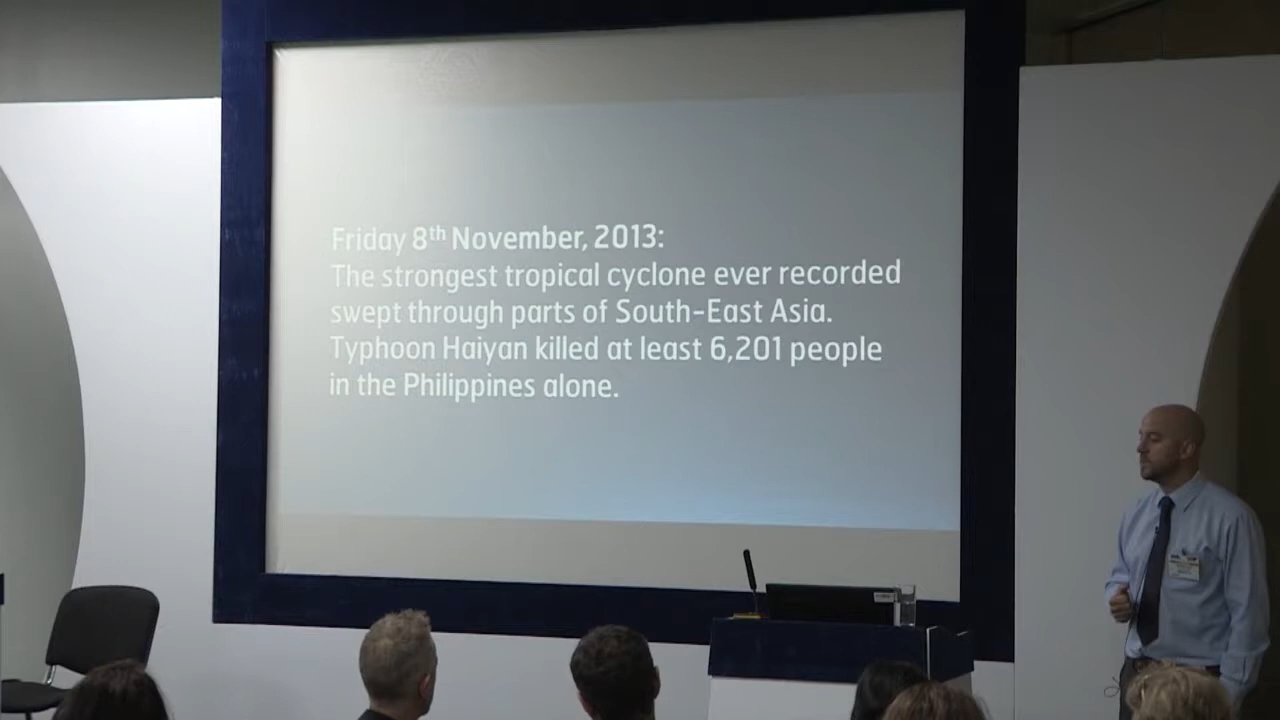 Friday 8th November, 2013:
The strongest tropical cyclone ever recorded
swept through parts of South-East Asia.
Typhoon Haiyan killed at least 6,201 people
in the Philippines alone.